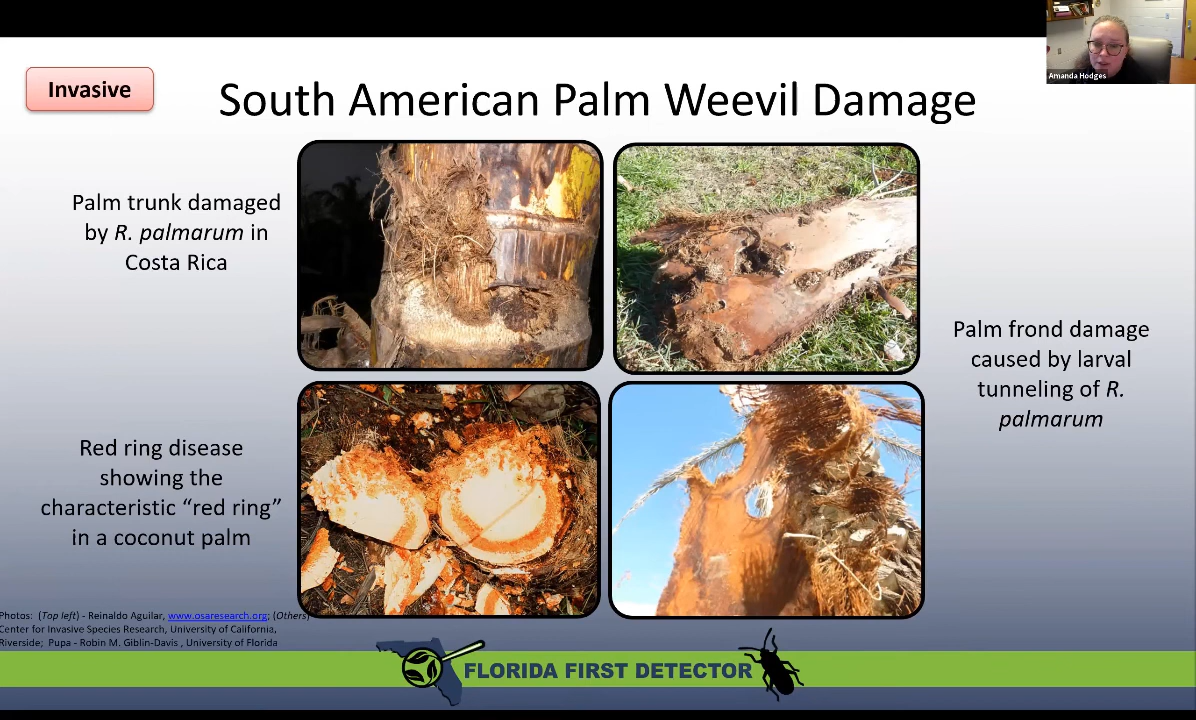 Amanda Hodges
Invasive
South American Palm Weevil Damage
Palm trunk damaged
by R. palmarum in
Costa Rica
Palm frond damage
caused by larval
tunneling of R.
palmarum
Red ring disease
showing the
characteristic “red ring”
in a coconut palm
Photos: (Top left) - Reinaldo Aguilar, www.osaresearch.org; (Others)
Center for Invasive Species Research, University of California,
Riverside; Pupa - Robin M. Giblin-Davis , University of Florida
FLORIDA FIRST DETECTOR